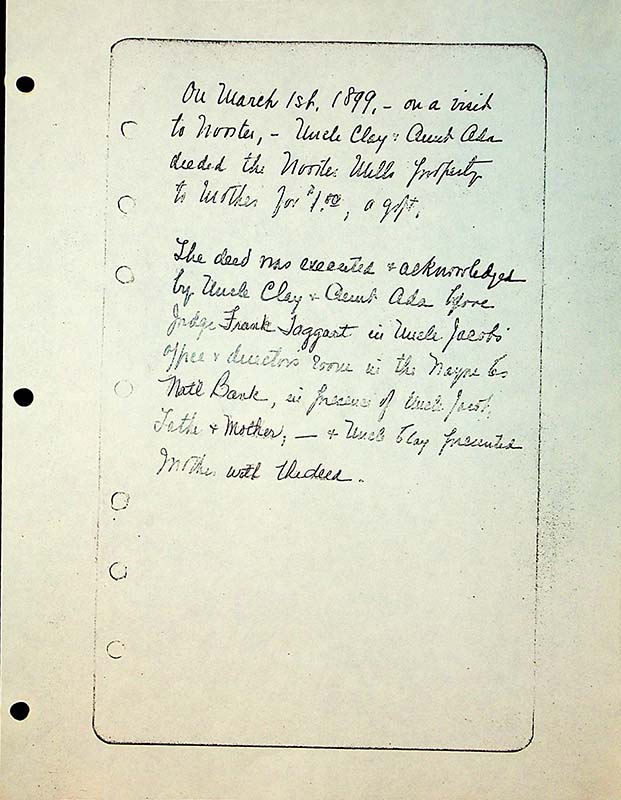 On March 1st, 1899, - on a visit
to Wooster, - Uncle Clay & Aunt Ada
deeded the Wooster Mills property
to Mother for $1.00, a gift.
The deed was executed & acknowledged
by Uncle Clay & Aunt Ada before
Judge Frank Taggart in Uncle Jacob's
office & directors room in the Wayne Co
Natl Bank, in presence of Uncle Jacob,
Father & Mother, — & Uncle Clay presented
Mother with the deed.